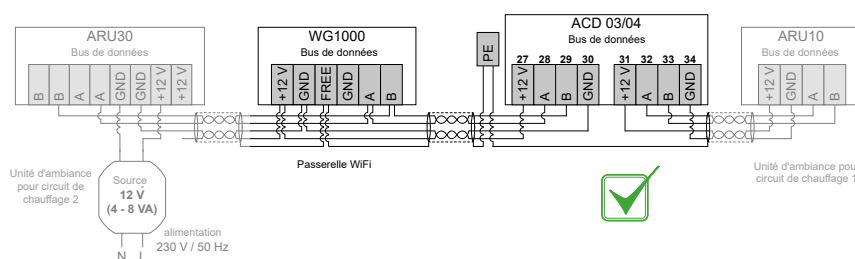 ARU30
Bus de données
B
B
A
A
GND
GND
+12 V
+12 V
Unité d'ambiance
pour circuit de
chauffage 2
Source
12 V
(4 - 8 VA)
N
L
alimentation
230 V / 50 Hz
WG1000
Bus de données
+12 V
GND
FREE
GND
A
B
Passerelle WiFi
PE
ACD 03/04
Bus de données
27 28 29 30 31 32 33 34
+12 V
A
B
GND
+12 V
A
B
GND
ARU10
Bus de données
+12 V
GND
A
B
Unité d'ambiance pour
circuit de chauffage 1